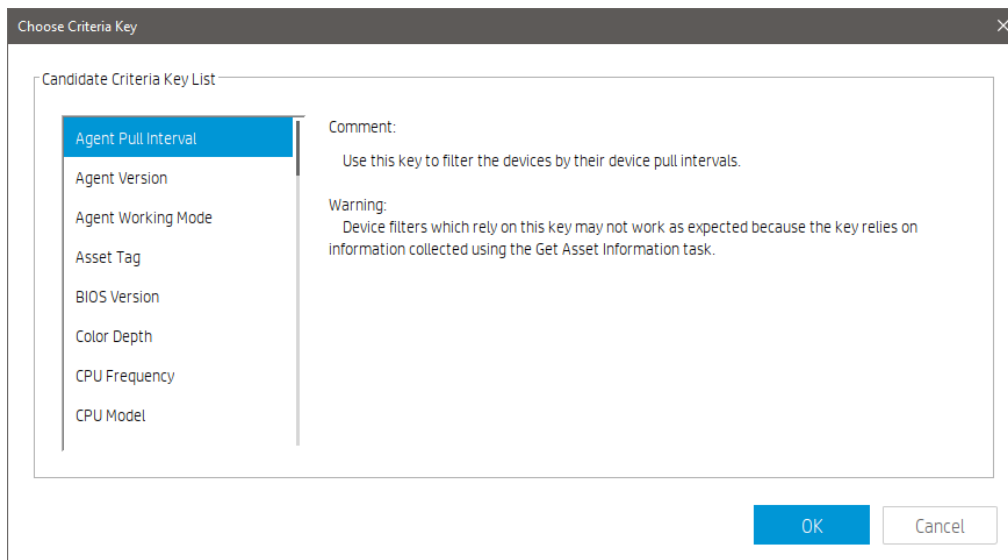 Choose Criteria Key
Candidate Criteria Key List
Agent Pull Interval
Agent Version
Agent Working Mode
Asset Tag
BIOS Version
Color Depth
CPU Frequency
CPU Model
Comment:
Use this key to filter the devices by their device pull intervals.
Warning:
Device filters which rely on this key may not work as expected because the key relies on
information collected using the Get Asset Information task.
OK
Cancel